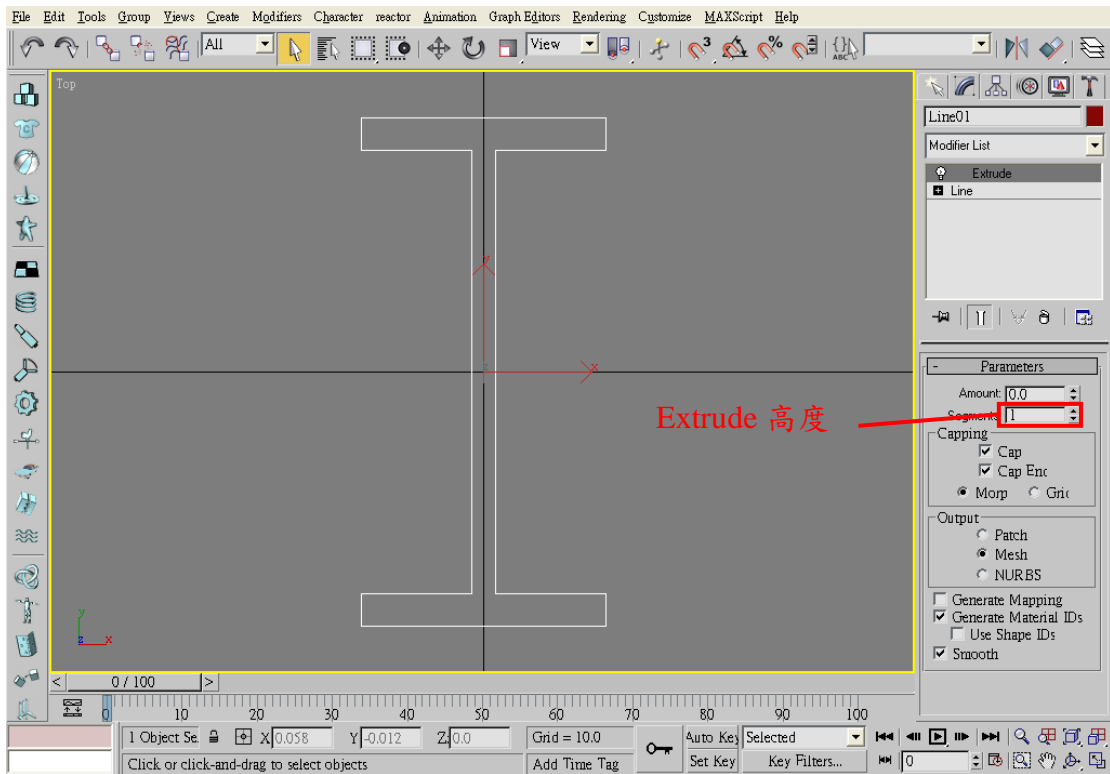 File Edit Tools Group Views Create Modifiers Character reactor Animation Graph Editors Rendering Customize MAXScript Help
All View
Top
y
x
z
y
z x
Extrude 高度
Line01
Modifier List
Extrude
Line
- Parameters
Amount: 0.0
Segments 1
Capping
Cap
Cap Enc
Morp Gric
Output
Patch
Mesh
NURBS
Generate Mapping
Generate Material IDs
Use Shape IDs
Smooth
< 0 / 100 >
0 10 20 30 40 50 60 70 80 90 100
1 Object Se X 0.058 Y -0.012 Z 0.0 Grid = 10.0 Auto Key Selected
Click or click-and-drag to select objects Add Time Tag Set Key Key Filters... 0